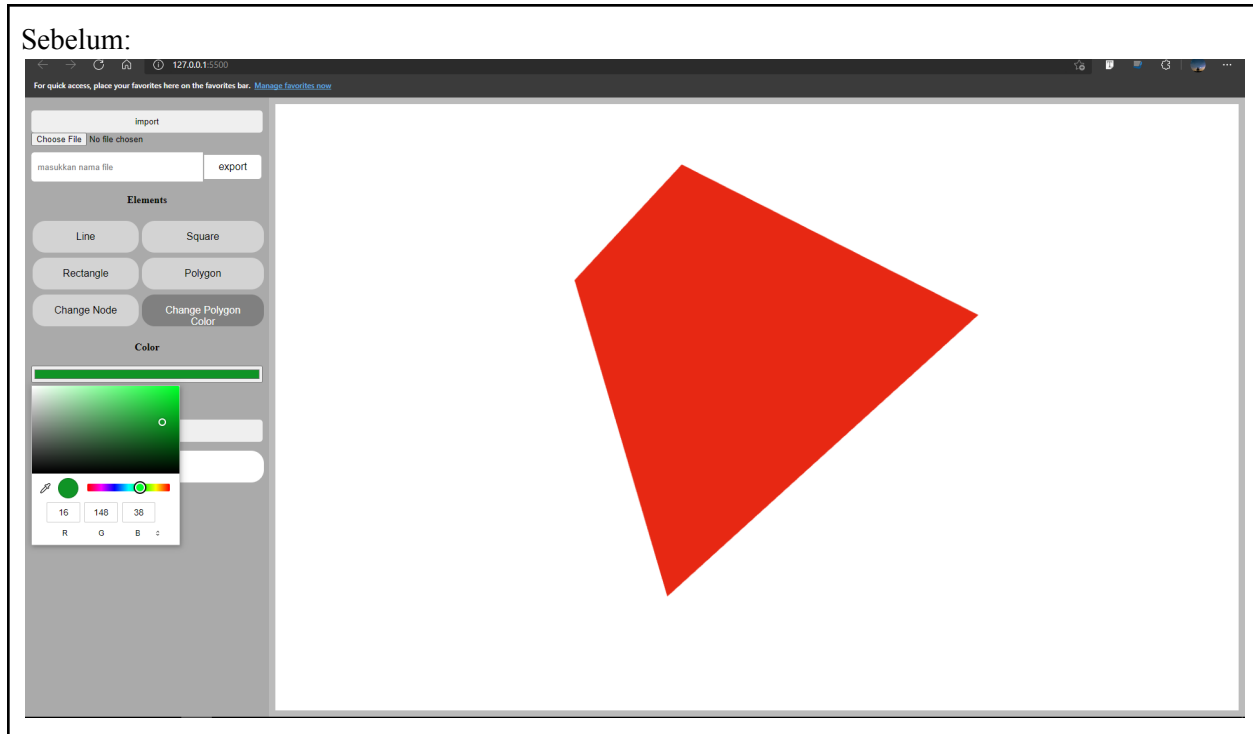 Sebelum:
127.0.0.1:5500
For quick access, place your favorites here on the favorites bar. Manage favorites now
import
Choose File No file chosen
masukkan nama file export
Elements
Line Square
Rectangle Polygon
Change Node Change Polygon
Color
Color
16 148 38
R G B